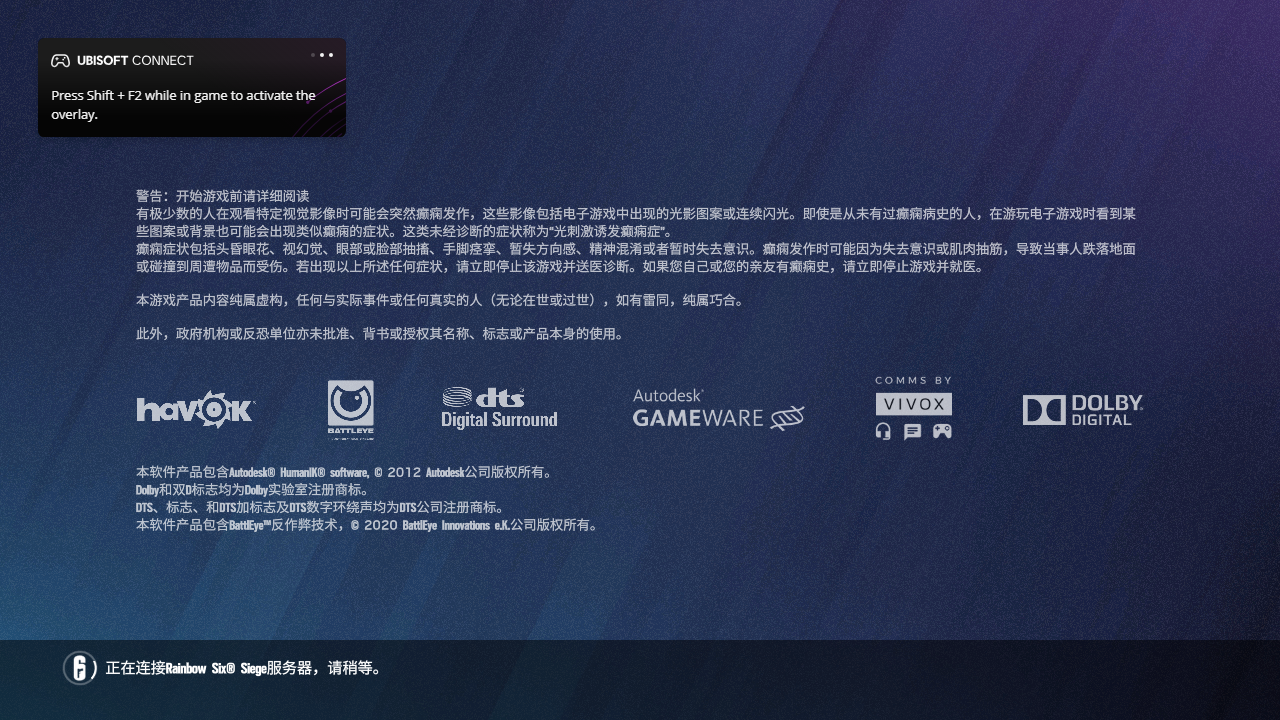 UBISOFT CONNECT
Press Shift + F2 while in game to activate the
overlay.
警告：开始游戏前请详细阅读
有极少数的人在观看特定视觉影像时可能会突然癫痫发作，这些影像包括电子游戏中出现的光影图案或连续闪光。即使是从未有过癫痫病史的人，在游玩电子游戏时看到某
些图案或背景也可能会出现类似癫痫的症状。这类未经诊断的症状称为“光刺激诱发癫痫症”。
癫痫症状包括头昏眼花、视幻觉、眼部或脸部抽搐、手脚痉挛、暂失方向感、精神混淆或者暂时失去意识。癫痫发作时可能因为失去意识或肌肉抽筋，导致当事人跌落地面
或碰撞到周遭物品而受伤。若出现以上所述任何症状，请立即停止该游戏并送医诊断。如果您自己或您的亲友有癫痫史，请立即停止游戏并就医。
本游戏产品内容纯属虚构，任何与实际事件或任何真实的人（无论在世或过世），如有雷同，纯属巧合。
此外，政府机构或反恐单位亦未批准、背书或授权其名称、标志或产品本身的使用。
havok
BATTLEYE
dts
Digital Surround
Autodesk®
GAMEWARE
COMMS BY
VIVOX
DOLBY®
DIGITAL
本软件产品包含Autodesk® HumanIK® software, © 2012 Autodesk公司版权所有。
Dolby和双D标志均为Dolby实验室注册商标。
DTS、标志、和DTS加标志及DTS数字环绕声均为DTS公司注册商标。
本软件产品包含BattlEye™反作弊技术，© 2020 BattlEye Innovations e.K.公司版权所有。
6 正在连接Rainbow Six® Siege服务器，请稍等。